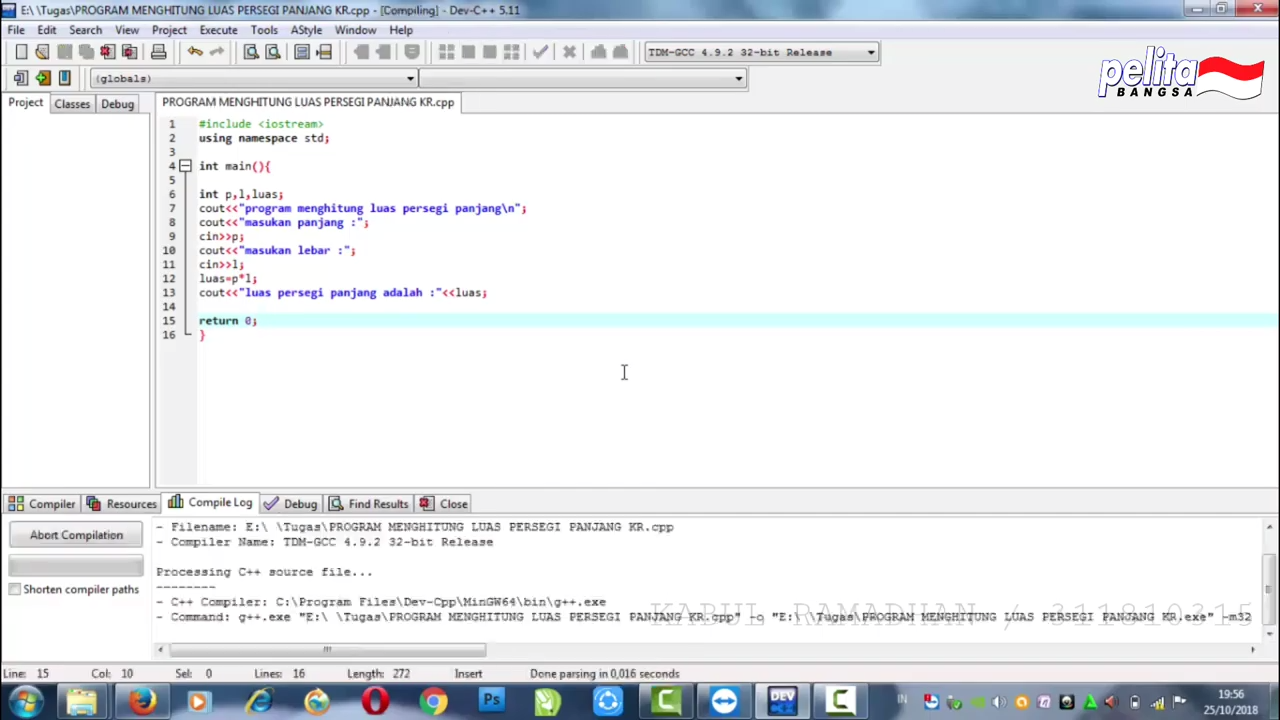 E:\ \Tugas\PROGRAM MENGHITUNG LUAS PERSEGI PANJANG KR.cpp - [Compiling] - Dev-C++ 5.11
File Edit Search View Project Execute Tools AStyle Window Help
TDM-GCC 4.9.2 32-bit Release
(globals)
pelita
BANGSA
Project Classes Debug
PROGRAM MENGHITUNG LUAS PERSEGI PANJANG KR.cpp
1 #include <iostream>
2 using namespace std;
3
4 int main(){
5
6 int p,l,luas;
7 cout<<"program menghitung luas persegi panjang\n";
8 cout<<"masukan panjang :";
9 cin>>p;
10 cout<<"masukan lebar :";
11 cin>>l;
12 luas=p*l;
13 cout<<"luas persegi panjang adalah :"<<luas;
14
15 return 0;
16 }
Compiler Resources Compile Log Debug Find Results Close
Abort Compilation
Shorten compiler paths
- Filename: E:\ \Tugas\PROGRAM MENGHITUNG LUAS PERSEGI PANJANG KR.cpp
- Compiler Name: TDM-GCC 4.9.2 32-bit Release
Processing C++ source file...
--------
- C++ Compiler: C:\Program Files\Dev-Cpp\MinGW64\bin\g++.exe
- Command: g++.exe "E:\ \Tugas\PROGRAM MENGHITUNG LUAS PERSEGI PANJANG KR.cpp" -o "E:\ \Tugas\PROGRAM MENGHITUNG LUAS PERSEGI PANJANG KR.exe" -m32
KABUL RAMADHAN / 311810315
Line: 15 Col: 10 Sel: 0 Lines: 16 Length: 272 Insert Done parsing in 0,016 seconds
Ps
DEV
IN
19:56
25/10/2018